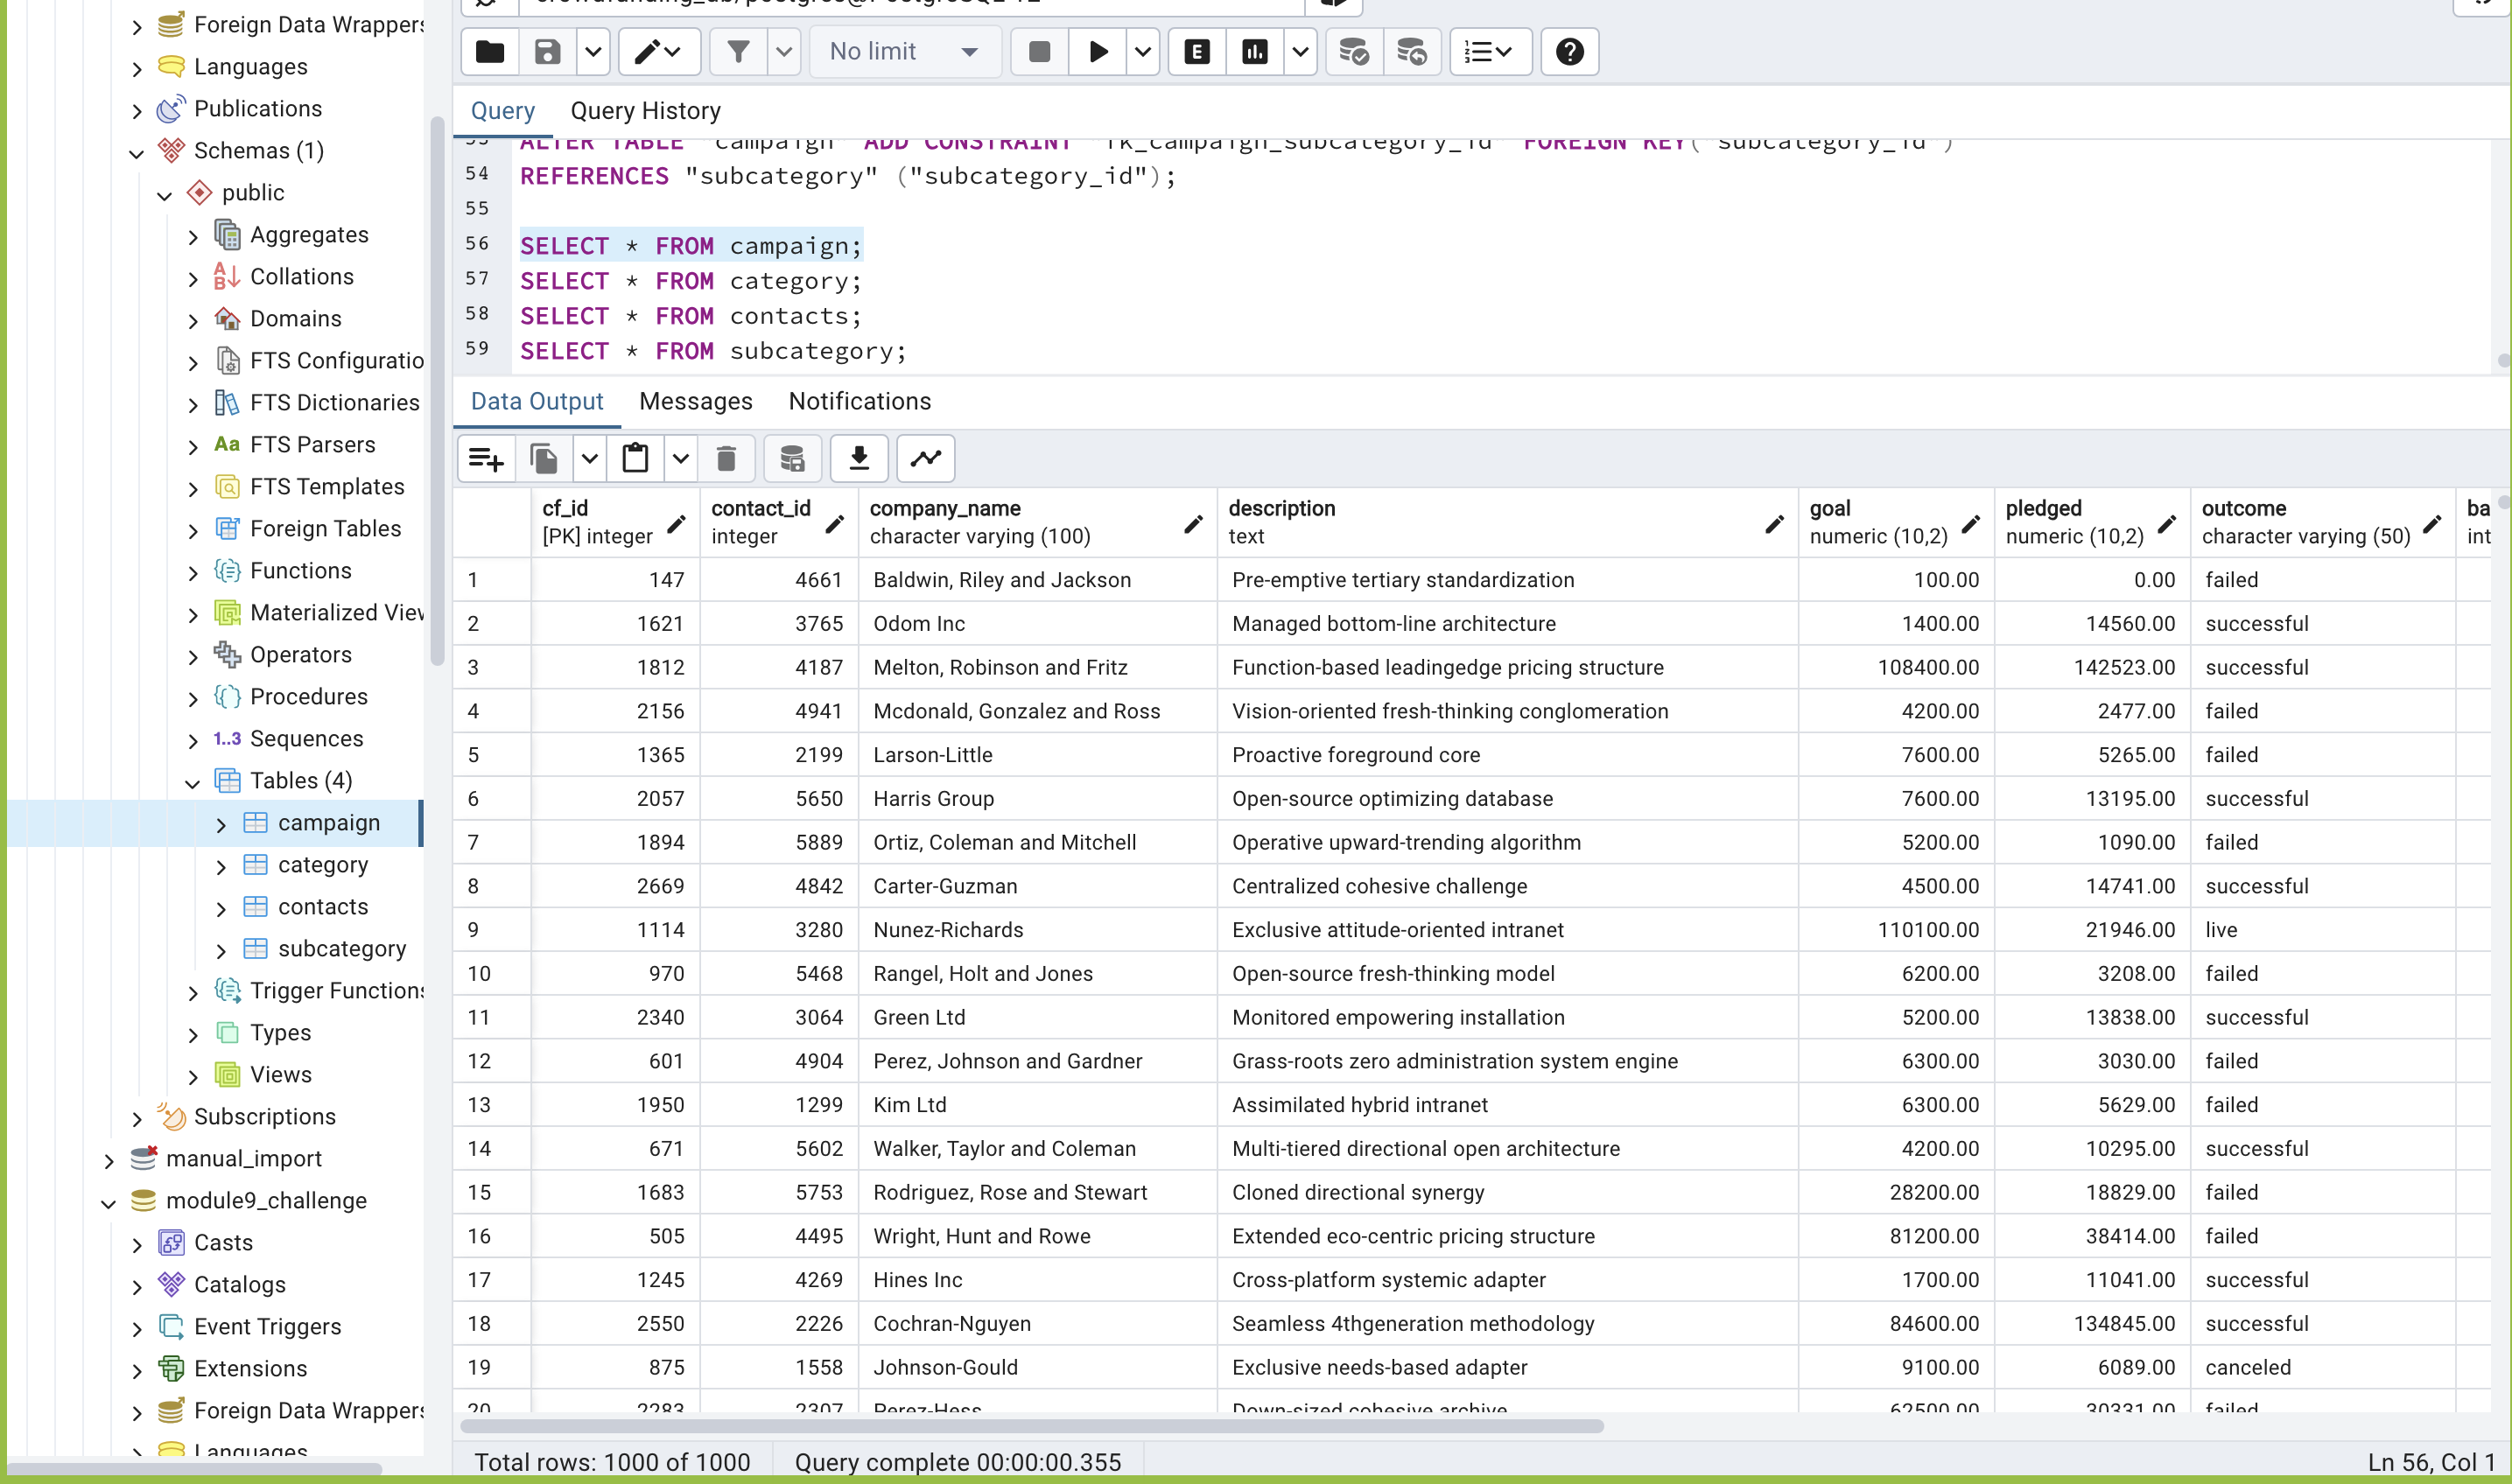 Foreign Data Wrappers
Languages
Publications
Schemas (1)
public
Aggregates
Collations
Domains
FTS Configuratio
FTS Dictionaries
Aa FTS Parsers
FTS Templates
Foreign Tables
Functions
Materialized View
Operators
Procedures
1..3 Sequences
Tables (4)
campaign
category
contacts
subcategory
Trigger Functions
Types
Views
Subscriptions
manual_import
module9_challenge
Casts
Catalogs
Event Triggers
Extensions
Foreign Data Wrappers
Languages
No limit
E
Query Query History
53 ALTER TABLE "campaign" ADD CONSTRAINT "fk_campaign_subcategory_id" FOREIGN KEY("subcategory_id")
54 REFERENCES "subcategory" ("subcategory_id");
55
56 SELECT * FROM campaign;
57 SELECT * FROM category;
58 SELECT * FROM contacts;
59 SELECT * FROM subcategory;
Data Output Messages Notifications
cf_id contact_id company_name description goal pledged outcome ba
[PK] integer integer character varying (100) text numeric (10,2) numeric (10,2) character varying (50) int
1 147 4661 Baldwin, Riley and Jackson Pre-emptive tertiary standardization 100.00 0.00 failed
2 1621 3765 Odom Inc Managed bottom-line architecture 1400.00 14560.00 successful
3 1812 4187 Melton, Robinson and Fritz Function-based leadingedge pricing structure 108400.00 142523.00 successful
4 2156 4941 Mcdonald, Gonzalez and Ross Vision-oriented fresh-thinking conglomeration 4200.00 2477.00 failed
5 1365 2199 Larson-Little Proactive foreground core 7600.00 5265.00 failed
6 2057 5650 Harris Group Open-source optimizing database 7600.00 13195.00 successful
7 1894 5889 Ortiz, Coleman and Mitchell Operative upward-trending algorithm 5200.00 1090.00 failed
8 2669 4842 Carter-Guzman Centralized cohesive challenge 4500.00 14741.00 successful
9 1114 3280 Nunez-Richards Exclusive attitude-oriented intranet 110100.00 21946.00 live
10 970 5468 Rangel, Holt and Jones Open-source fresh-thinking model 6200.00 3208.00 failed
11 2340 3064 Green Ltd Monitored empowering installation 5200.00 13838.00 successful
12 601 4904 Perez, Johnson and Gardner Grass-roots zero administration system engine 6300.00 3030.00 failed
13 1950 1299 Kim Ltd Assimilated hybrid intranet 6300.00 5629.00 failed
14 671 5602 Walker, Taylor and Coleman Multi-tiered directional open architecture 4200.00 10295.00 successful
15 1683 5753 Rodriguez, Rose and Stewart Cloned directional synergy 28200.00 18829.00 failed
16 505 4495 Wright, Hunt and Rowe Extended eco-centric pricing structure 81200.00 38414.00 failed
17 1245 4269 Hines Inc Cross-platform systemic adapter 1700.00 11041.00 successful
18 2550 2226 Cochran-Nguyen Seamless 4thgeneration methodology 84600.00 134845.00 successful
19 875 1558 Johnson-Gould Exclusive needs-based adapter 9100.00 6089.00 canceled
20 2283 2307 Perez-Hess Down-sized cohesive archive 62500.00 30331.00 failed
Total rows: 1000 of 1000 Query complete 00:00:00.355 Ln 56, Col 1